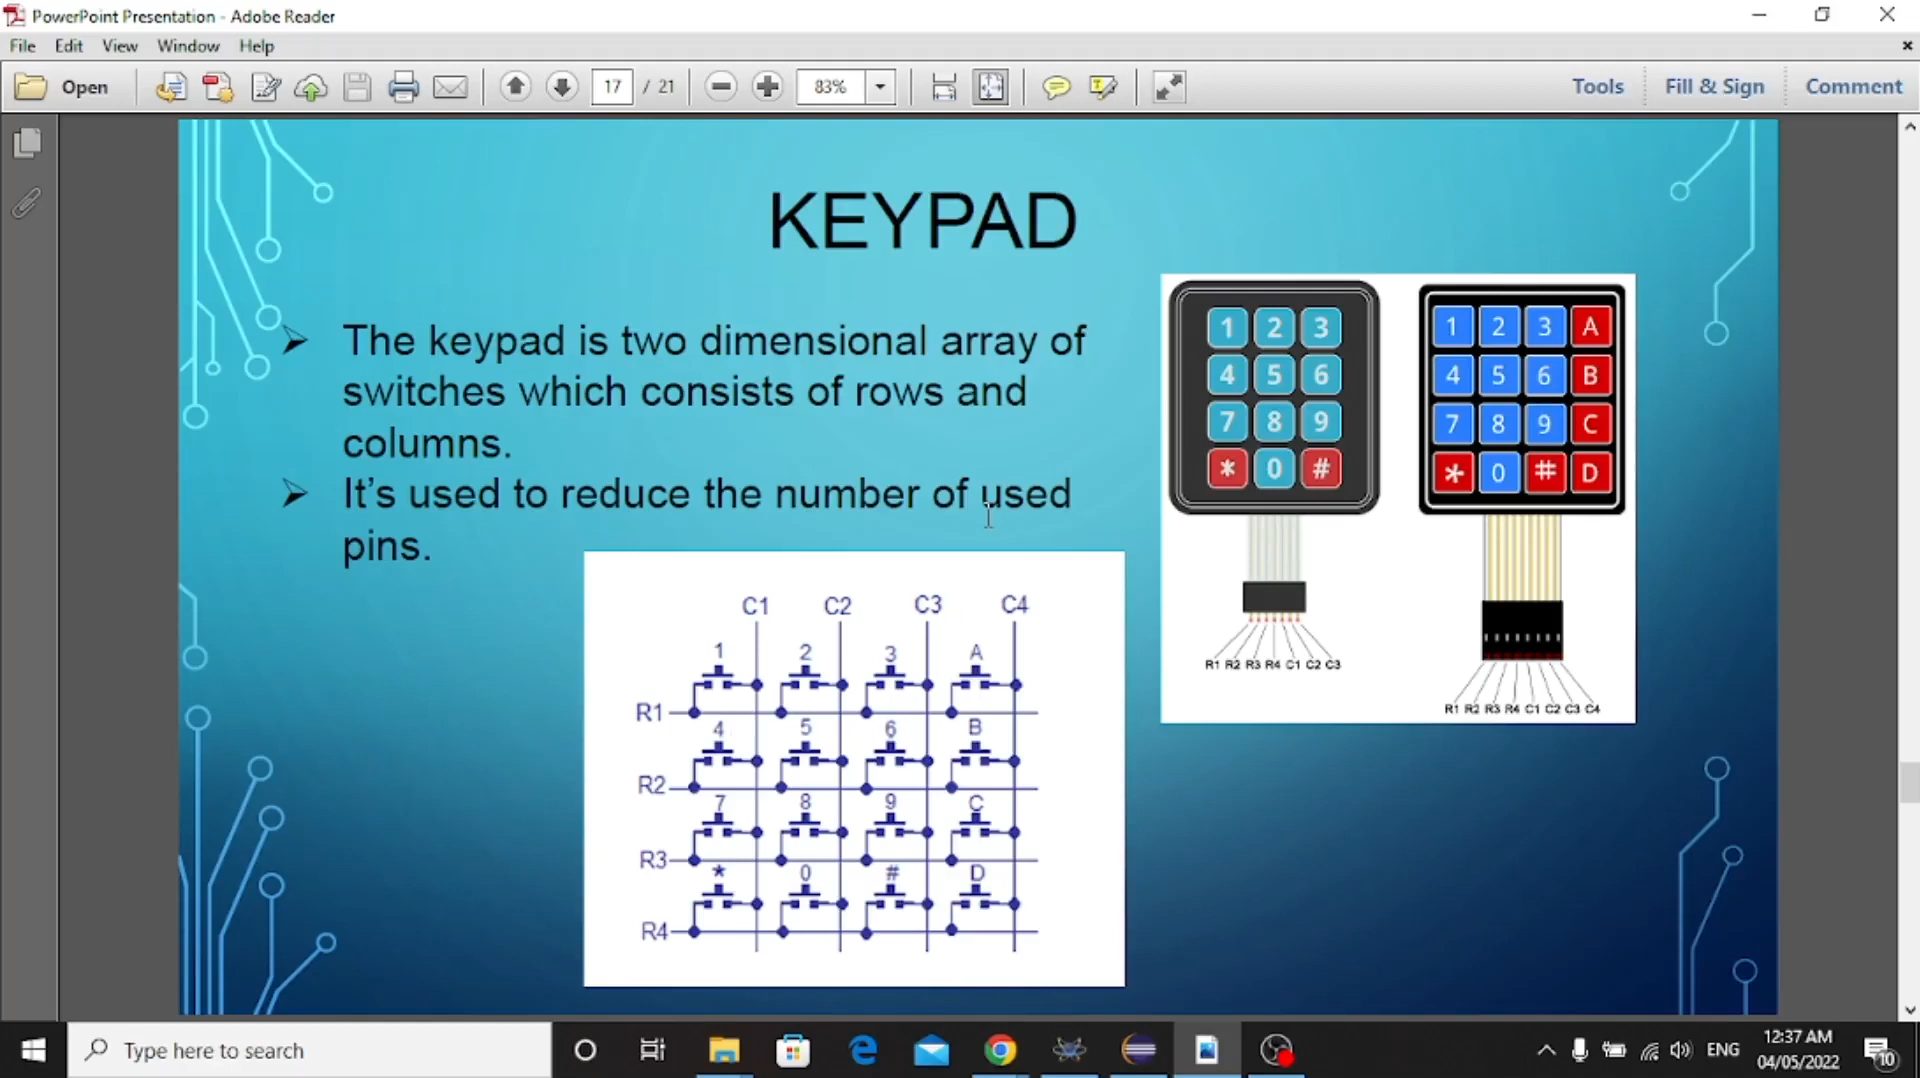 PowerPoint Presentation - Adobe Reader
File Edit View Window Help
Open 17 / 21 83% Tools Fill & Sign Comment
KEYPAD
The keypad is two dimensional array of
switches which consists of rows and
columns.
It's used to reduce the number of used
pins.
1 2 3
4 5 6
7 8 9
* 0 #
R1 R2 R3 R4 C1 C2 C3
1 2 3 A
4 5 6 B
7 8 9 C
* 0 # D
R1 R2 R3 R4 C1 C2 C3 C4
C1 C2 C3 C4
1 2 3 A
R1
4 5 6 B
R2
7 8 9 C
R3
* 0 # D
R4
Type here to search
ENG
12:37 AM
04/05/2022
10